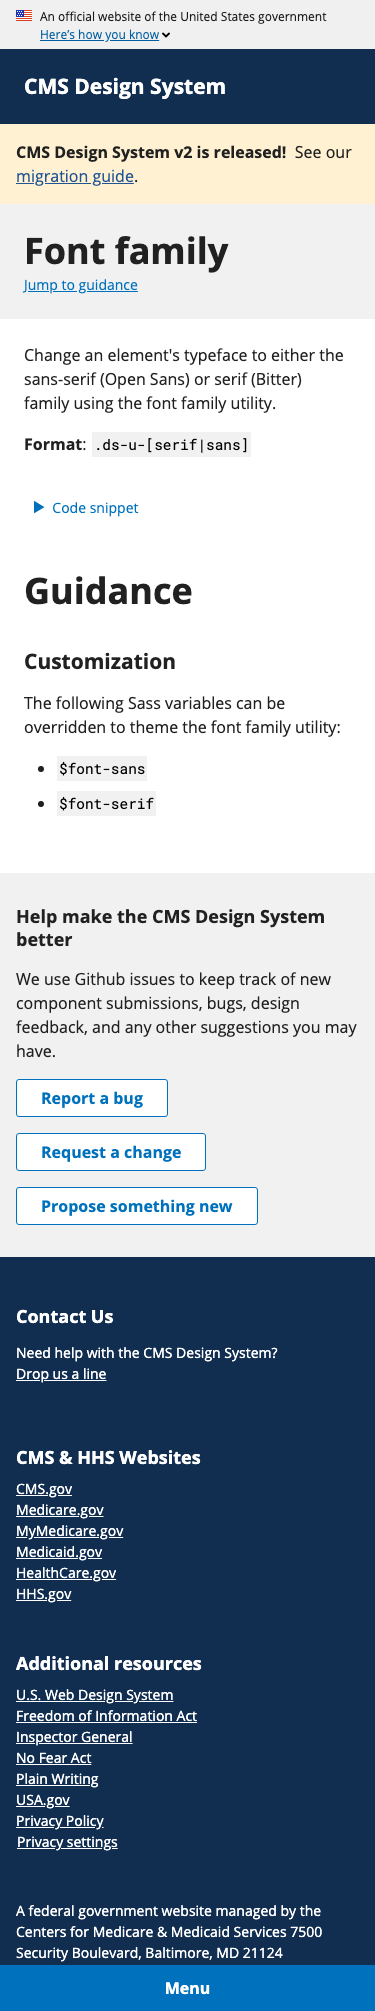 An official website of the United States government
Here's how you know
CMS Design System
CMS Design System v2 is released! See our
migration guide.
Font family
Jump to guidance
Change an element's typeface to either the
sans-serif (Open Sans) or serif (Bitter)
family using the font family utility.
Format: .ds-u-[serif|sans]
Code snippet
Guidance
Customization
The following Sass variables can be
overridden to theme the font family utility:
$font-sans
$font-serif
Help make the CMS Design System
better
We use Github issues to keep track of new
component submissions, bugs, design
feedback, and any other suggestions you may
have.
Report a bug
Request a change
Propose something new
Contact Us
Need help with the CMS Design System?
Drop us a line
CMS & HHS Websites
CMS.gov
Medicare.gov
MyMedicare.gov
Medicaid.gov
HealthCare.gov
HHS.gov
Additional resources
U.S. Web Design System
Freedom of Information Act
Inspector General
No Fear Act
Plain Writing
USA.gov
Privacy Policy
Privacy settings
A federal government website managed by the
Centers for Medicare & Medicaid Services 7500
Security Boulevard, Baltimore, MD 21124
Menu